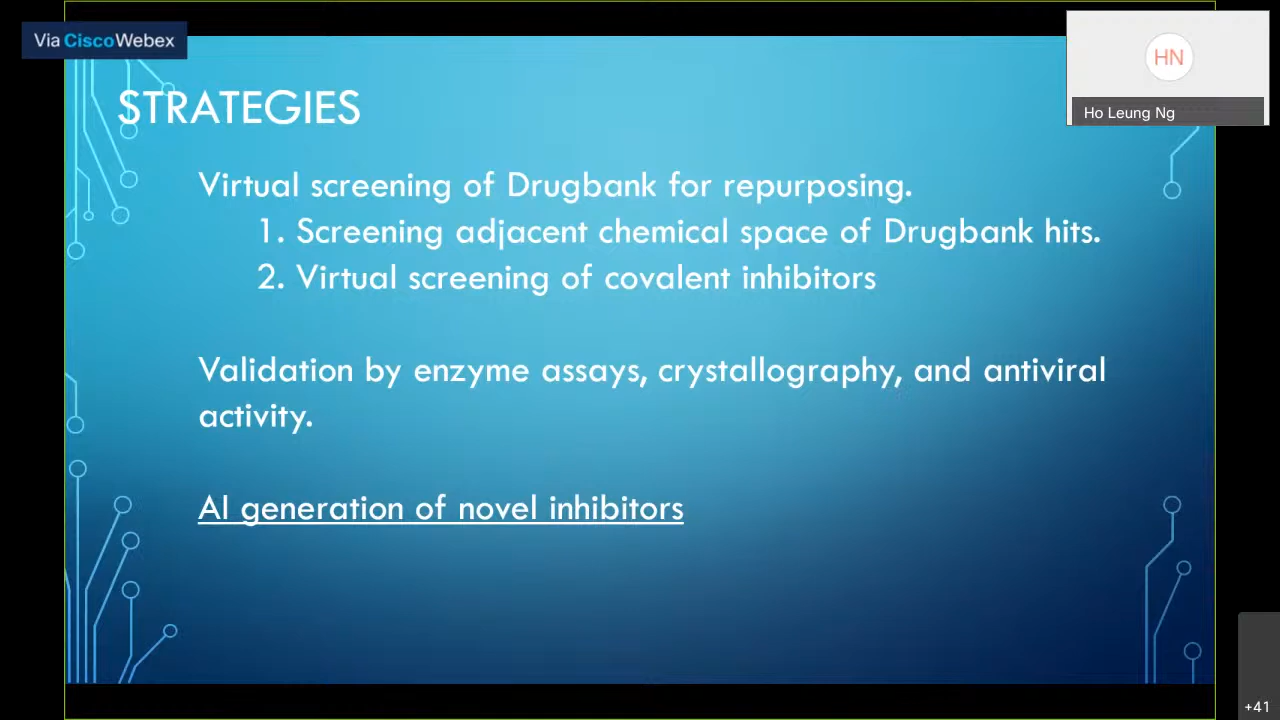 Via Cisco Webex
HN
Ho Leung Ng
STRATEGIES
Virtual screening of Drugbank for repurposing.
1. Screening adjacent chemical space of Drugbank hits.
2. Virtual screening of covalent inhibitors
Validation by enzyme assays, crystallography, and antiviral
activity.
AI generation of novel inhibitors
+41